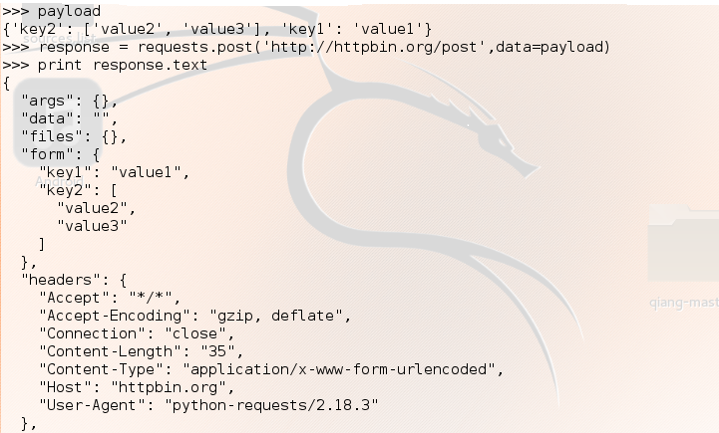 >>> payload
{'key2': ['value2', 'value3'], 'key1': 'value1'}
sources.list
>>> response = requests.post('http://httpbin.org/post',data=payload)
>>> print response.text
{
  "args": {},
  "data": "",
  "files": {},
  "form": {
    "key1": "value1",
    "key2": [
      "value2",
      "value3"
    ]
  },
  "headers": {
    "Accept": "*/*",
    "Accept-Encoding": "gzip, deflate",
qiang-mast
    "Connection": "close",
    "Content-Length": "35",
    "Content-Type": "application/x-www-form-urlencoded",
    "Host": "httpbin.org",
    "User-Agent": "python-requests/2.18.3"
  },